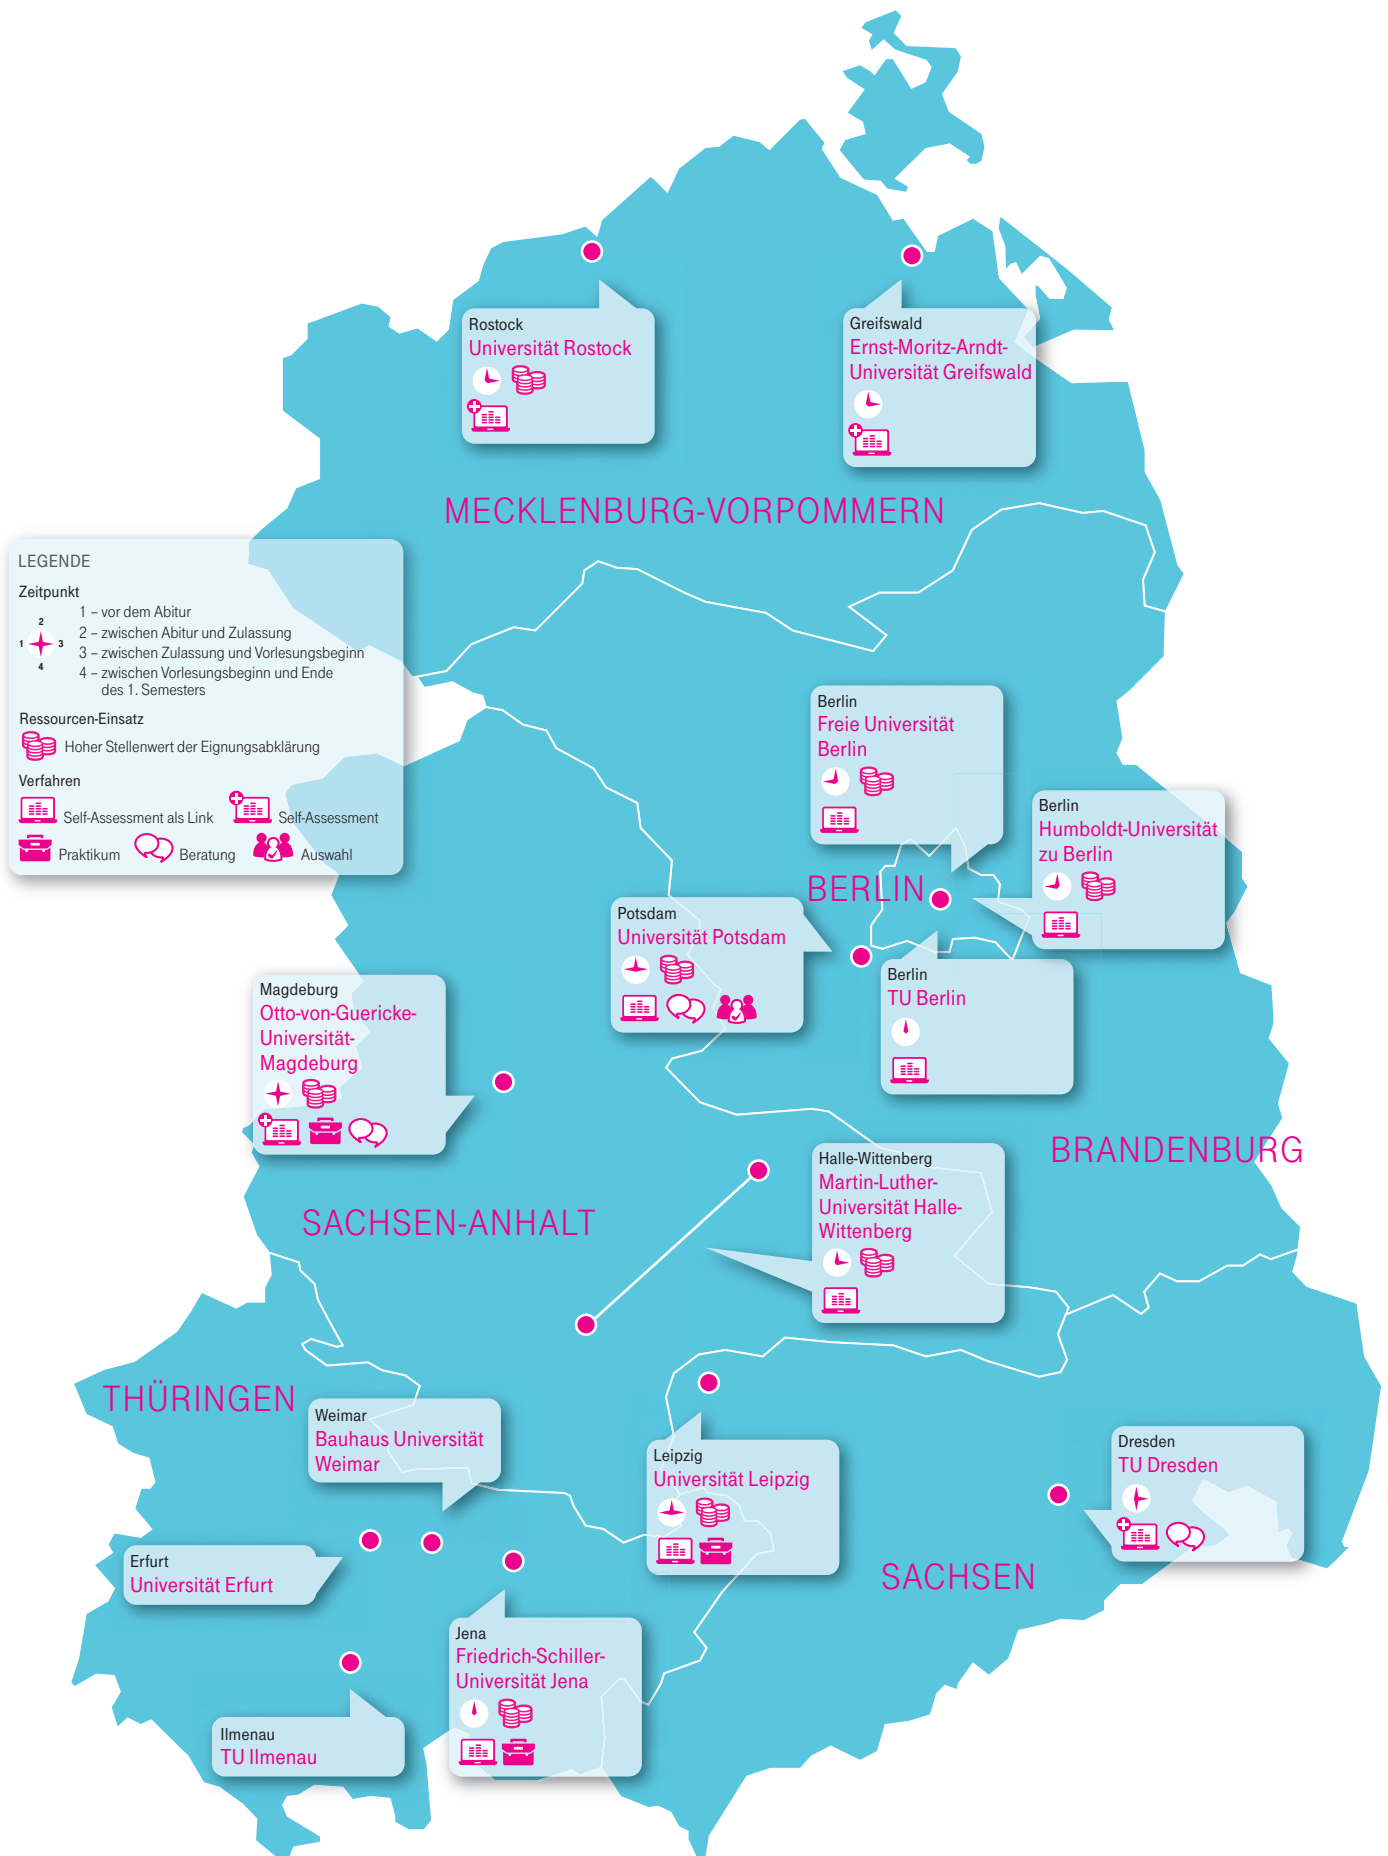 Rostock
Universität Rostock
Greifswald
Ernst-Moritz-Arndt-
Universität Greifswald
MECKLENBURG-VORPOMMERN
LEGENDE
Zeitpunkt
1 2 3 4
1 – vor dem Abitur
2 – zwischen Abitur und Zulassung
3 – zwischen Zulassung und Vorlesungsbeginn
4 – zwischen Vorlesungsbeginn und Ende
des 1. Semesters
Ressourcen-Einsatz
Hoher Stellenwert der Eignungsabklärung
Verfahren
Self-Assessment als Link Self-Assessment
Praktikum Beratung Auswahl
Berlin
Freie Universität
Berlin
Berlin
Humboldt-Universität
zu Berlin
BERLIN
Potsdam
Universität Potsdam
Berlin
TU Berlin
Magdeburg
Otto-von-Guericke-
Universität-
Magdeburg
BRANDENBURG
Halle-Wittenberg
Martin-Luther-
Universität Halle-
Wittenberg
SACHSEN-ANHALT
THÜRINGEN
Weimar
Bauhaus Universität
Weimar
Leipzig
Universität Leipzig
Dresden
TU Dresden
Erfurt
Universität Erfurt
SACHSEN
Jena
Friedrich-Schiller-
Universität Jena
Ilmenau
TU Ilmenau